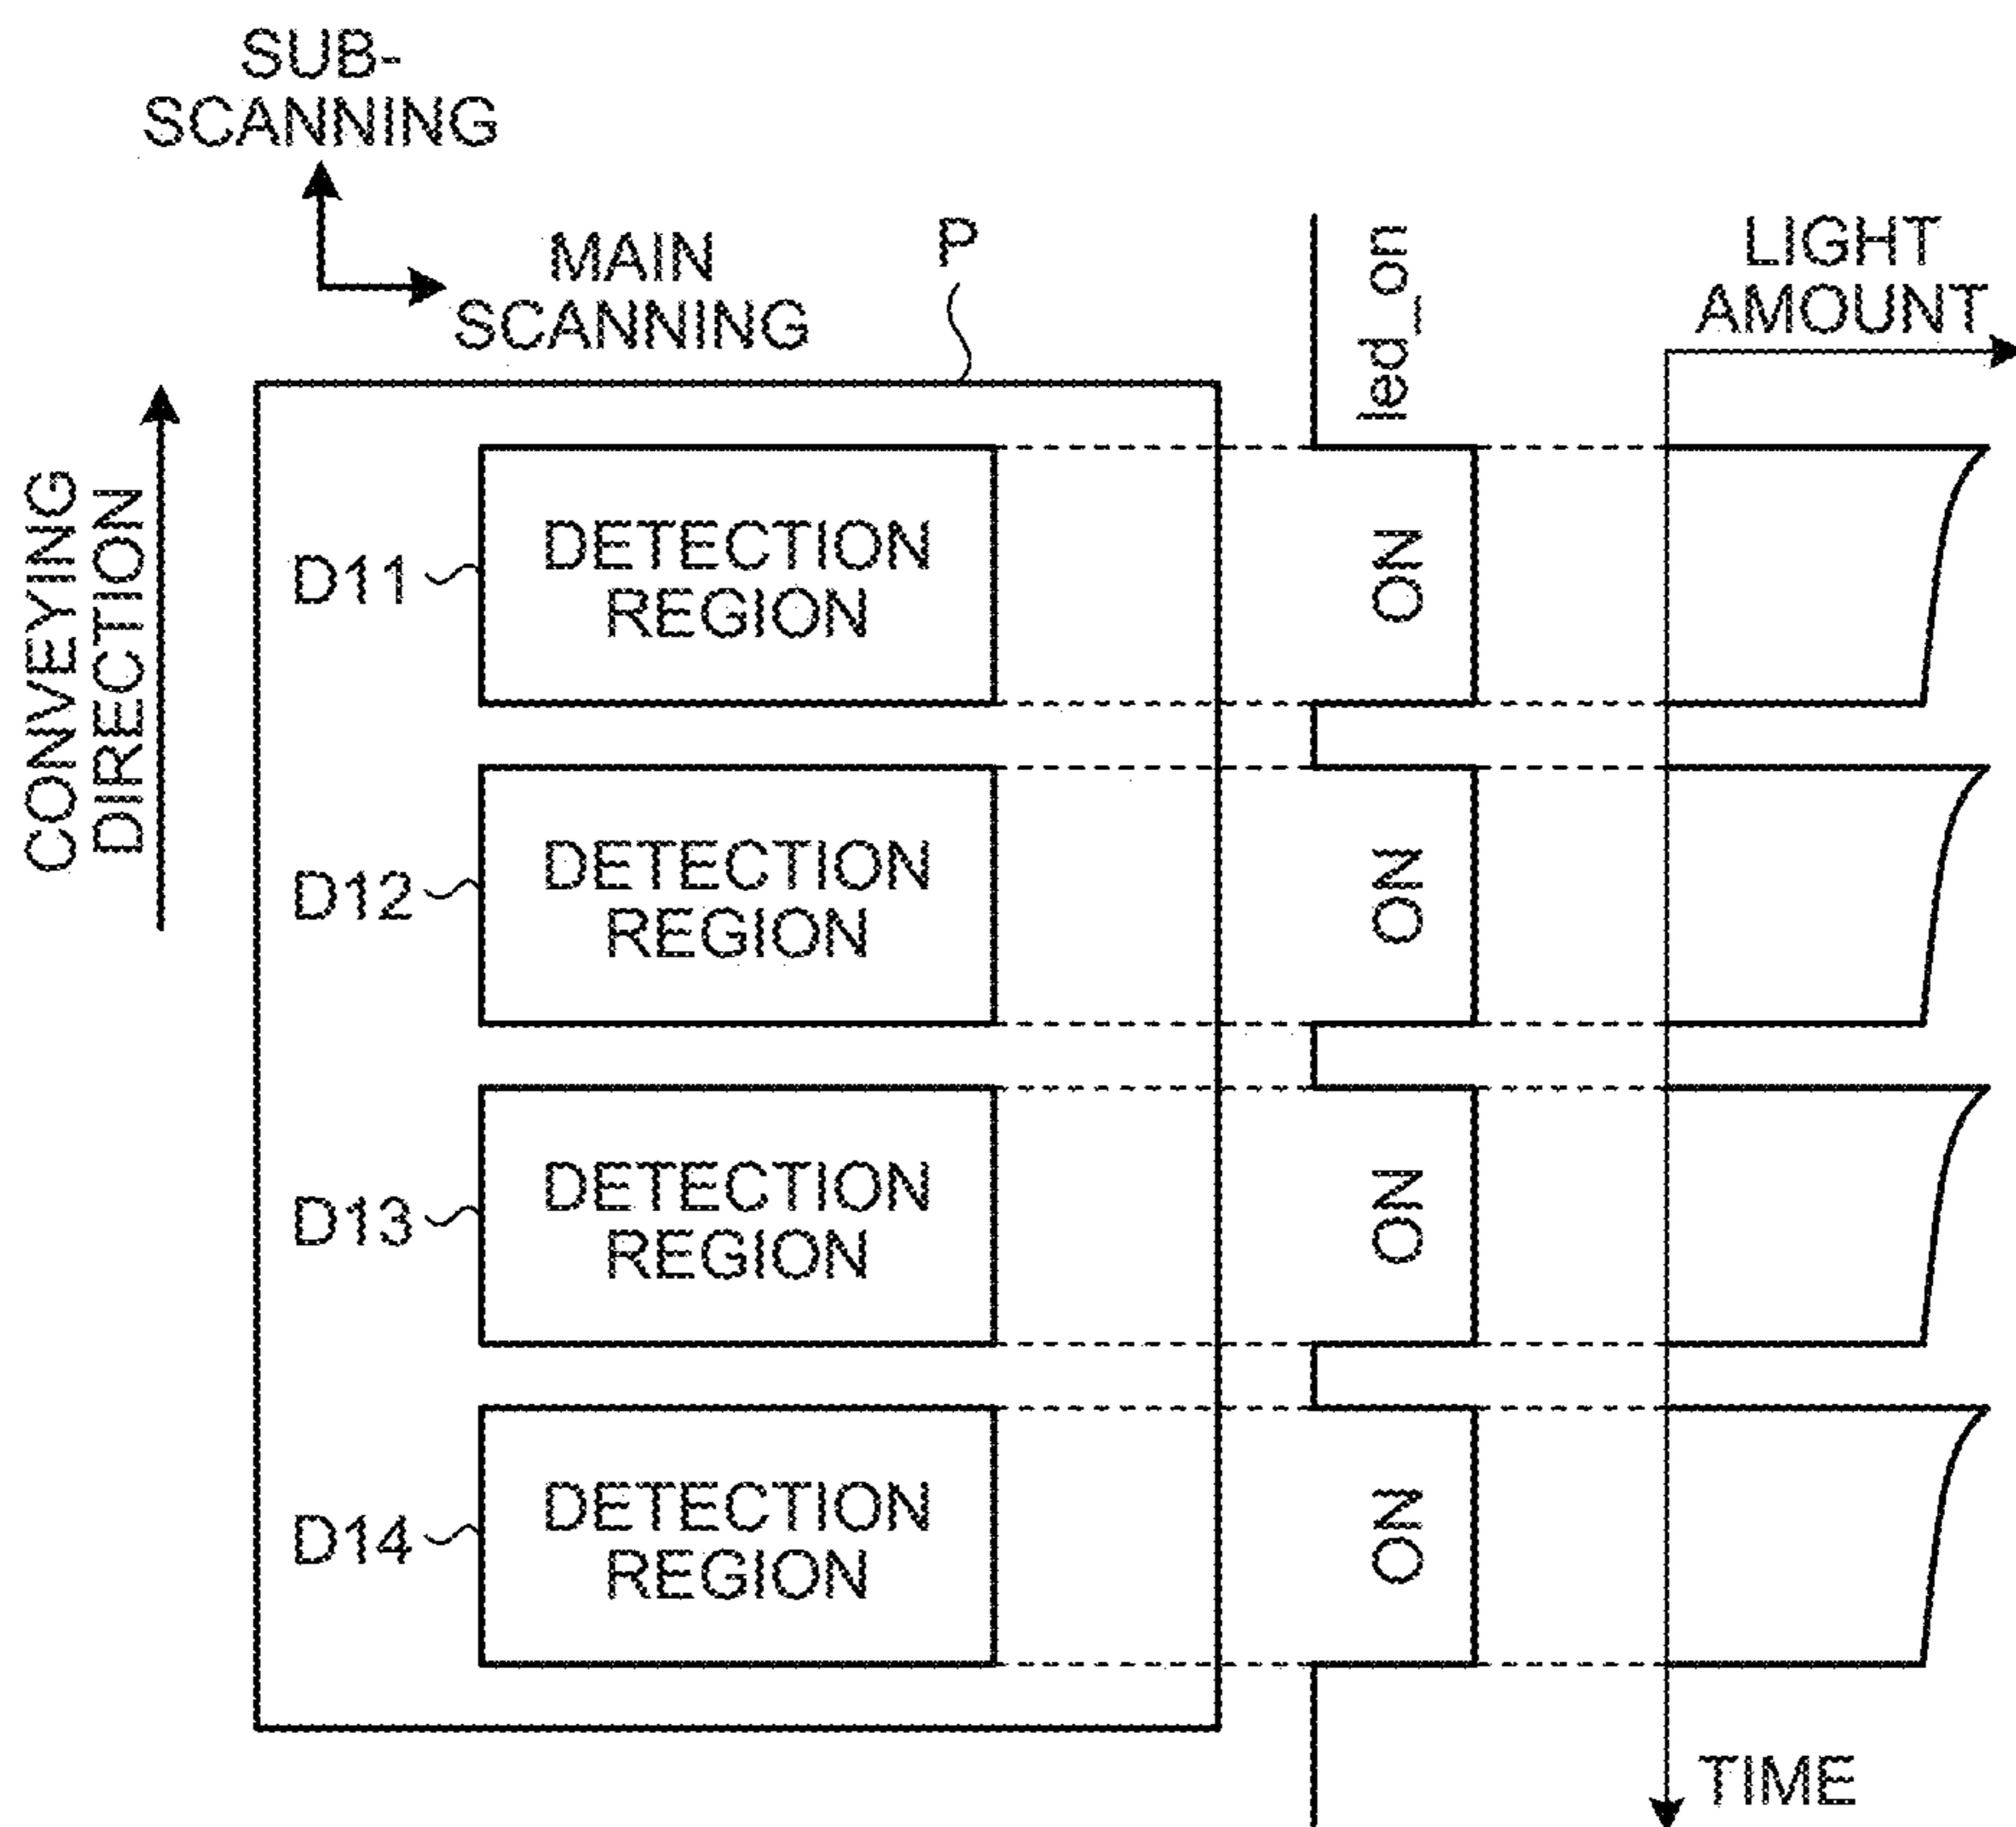 SUB-
SCANNING
MAIN
SCANNING
P
led_on
LIGHT
AMOUNT
CONVEYING
DIRECTION
D11
DETECTION
REGION
ON
D12
DETECTION
REGION
ON
D13
DETECTION
REGION
ON
D14
DETECTION
REGION
ON
TIME